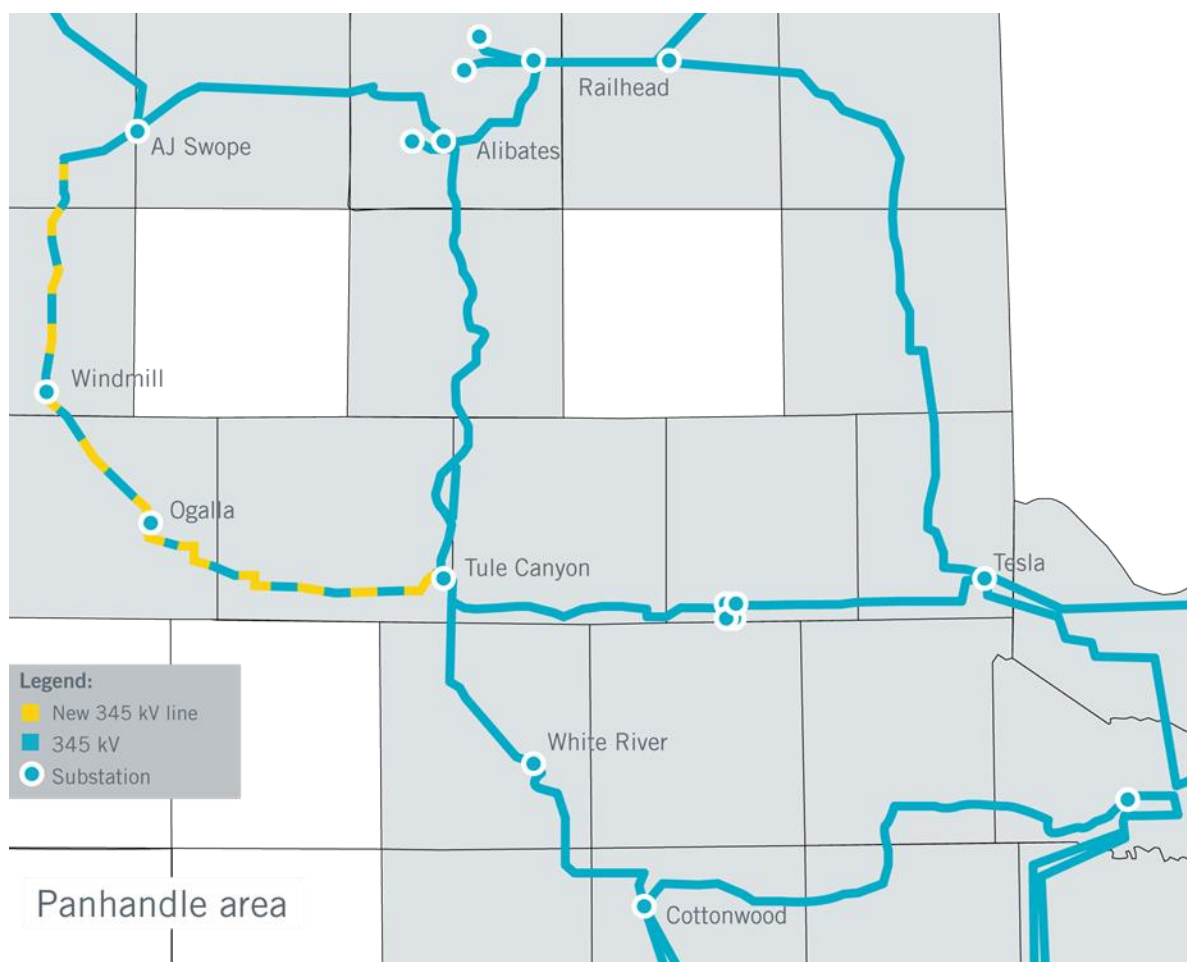 Railhead
AJ Swope
Alibates
Windmill
Ogalla
Tule Canyon
Tesla
Legend:
New 345 kV line
345 kV
Substation
White River
Panhandle area
Cottonwood